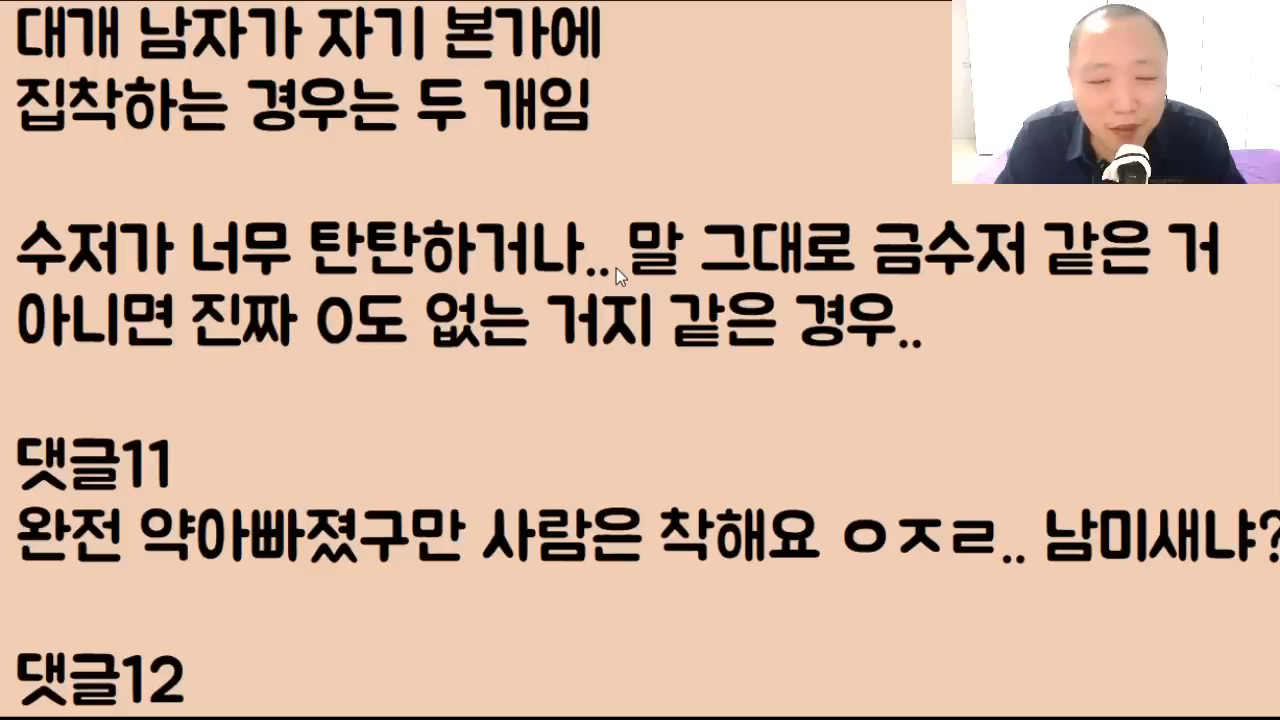 대개 남자가 자기 본가에
집착하는 경우는 두 개임
수저가 너무 탄탄하거나.. 말 그대로 금수저 같은 거
아니면 진짜 0도 없는 거지 같은 경우..
댓글11
완전 약아빠졌구만 사람은 착해요 ㅇㅈㄹ.. 남미새냐?
댓글12